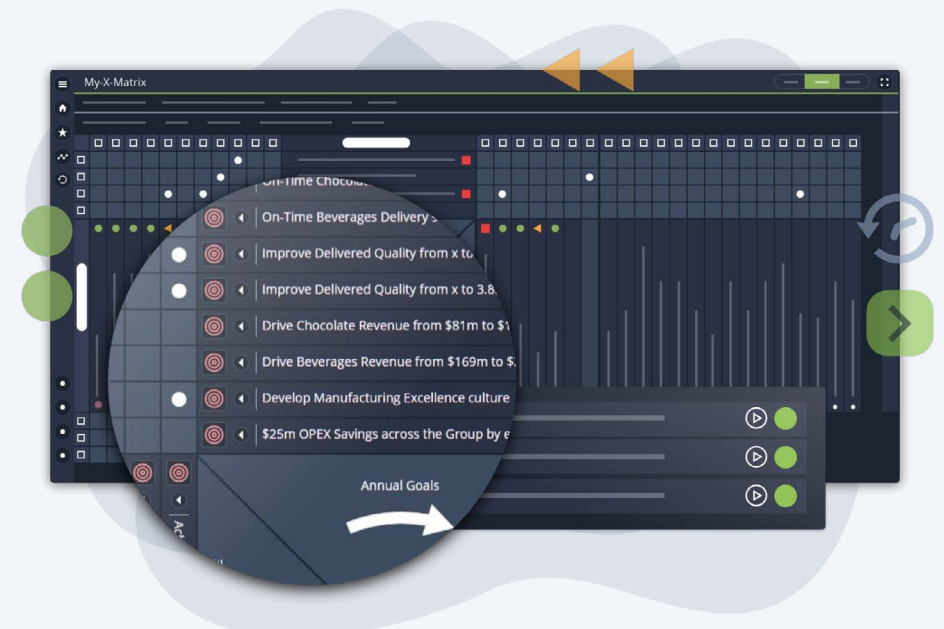 My-X-Matrix
On-Time
On-Time Beverages Delivery
Improve Delivered Quality from x to
Improve Delivered Quality from x to 3.8
Drive Chocolate Revenue from $81m to
Drive Beverages Revenue from $169m to
Develop Manufacturing Excellence culture
$25m OPEX Savings across the Group by
Annual Goals